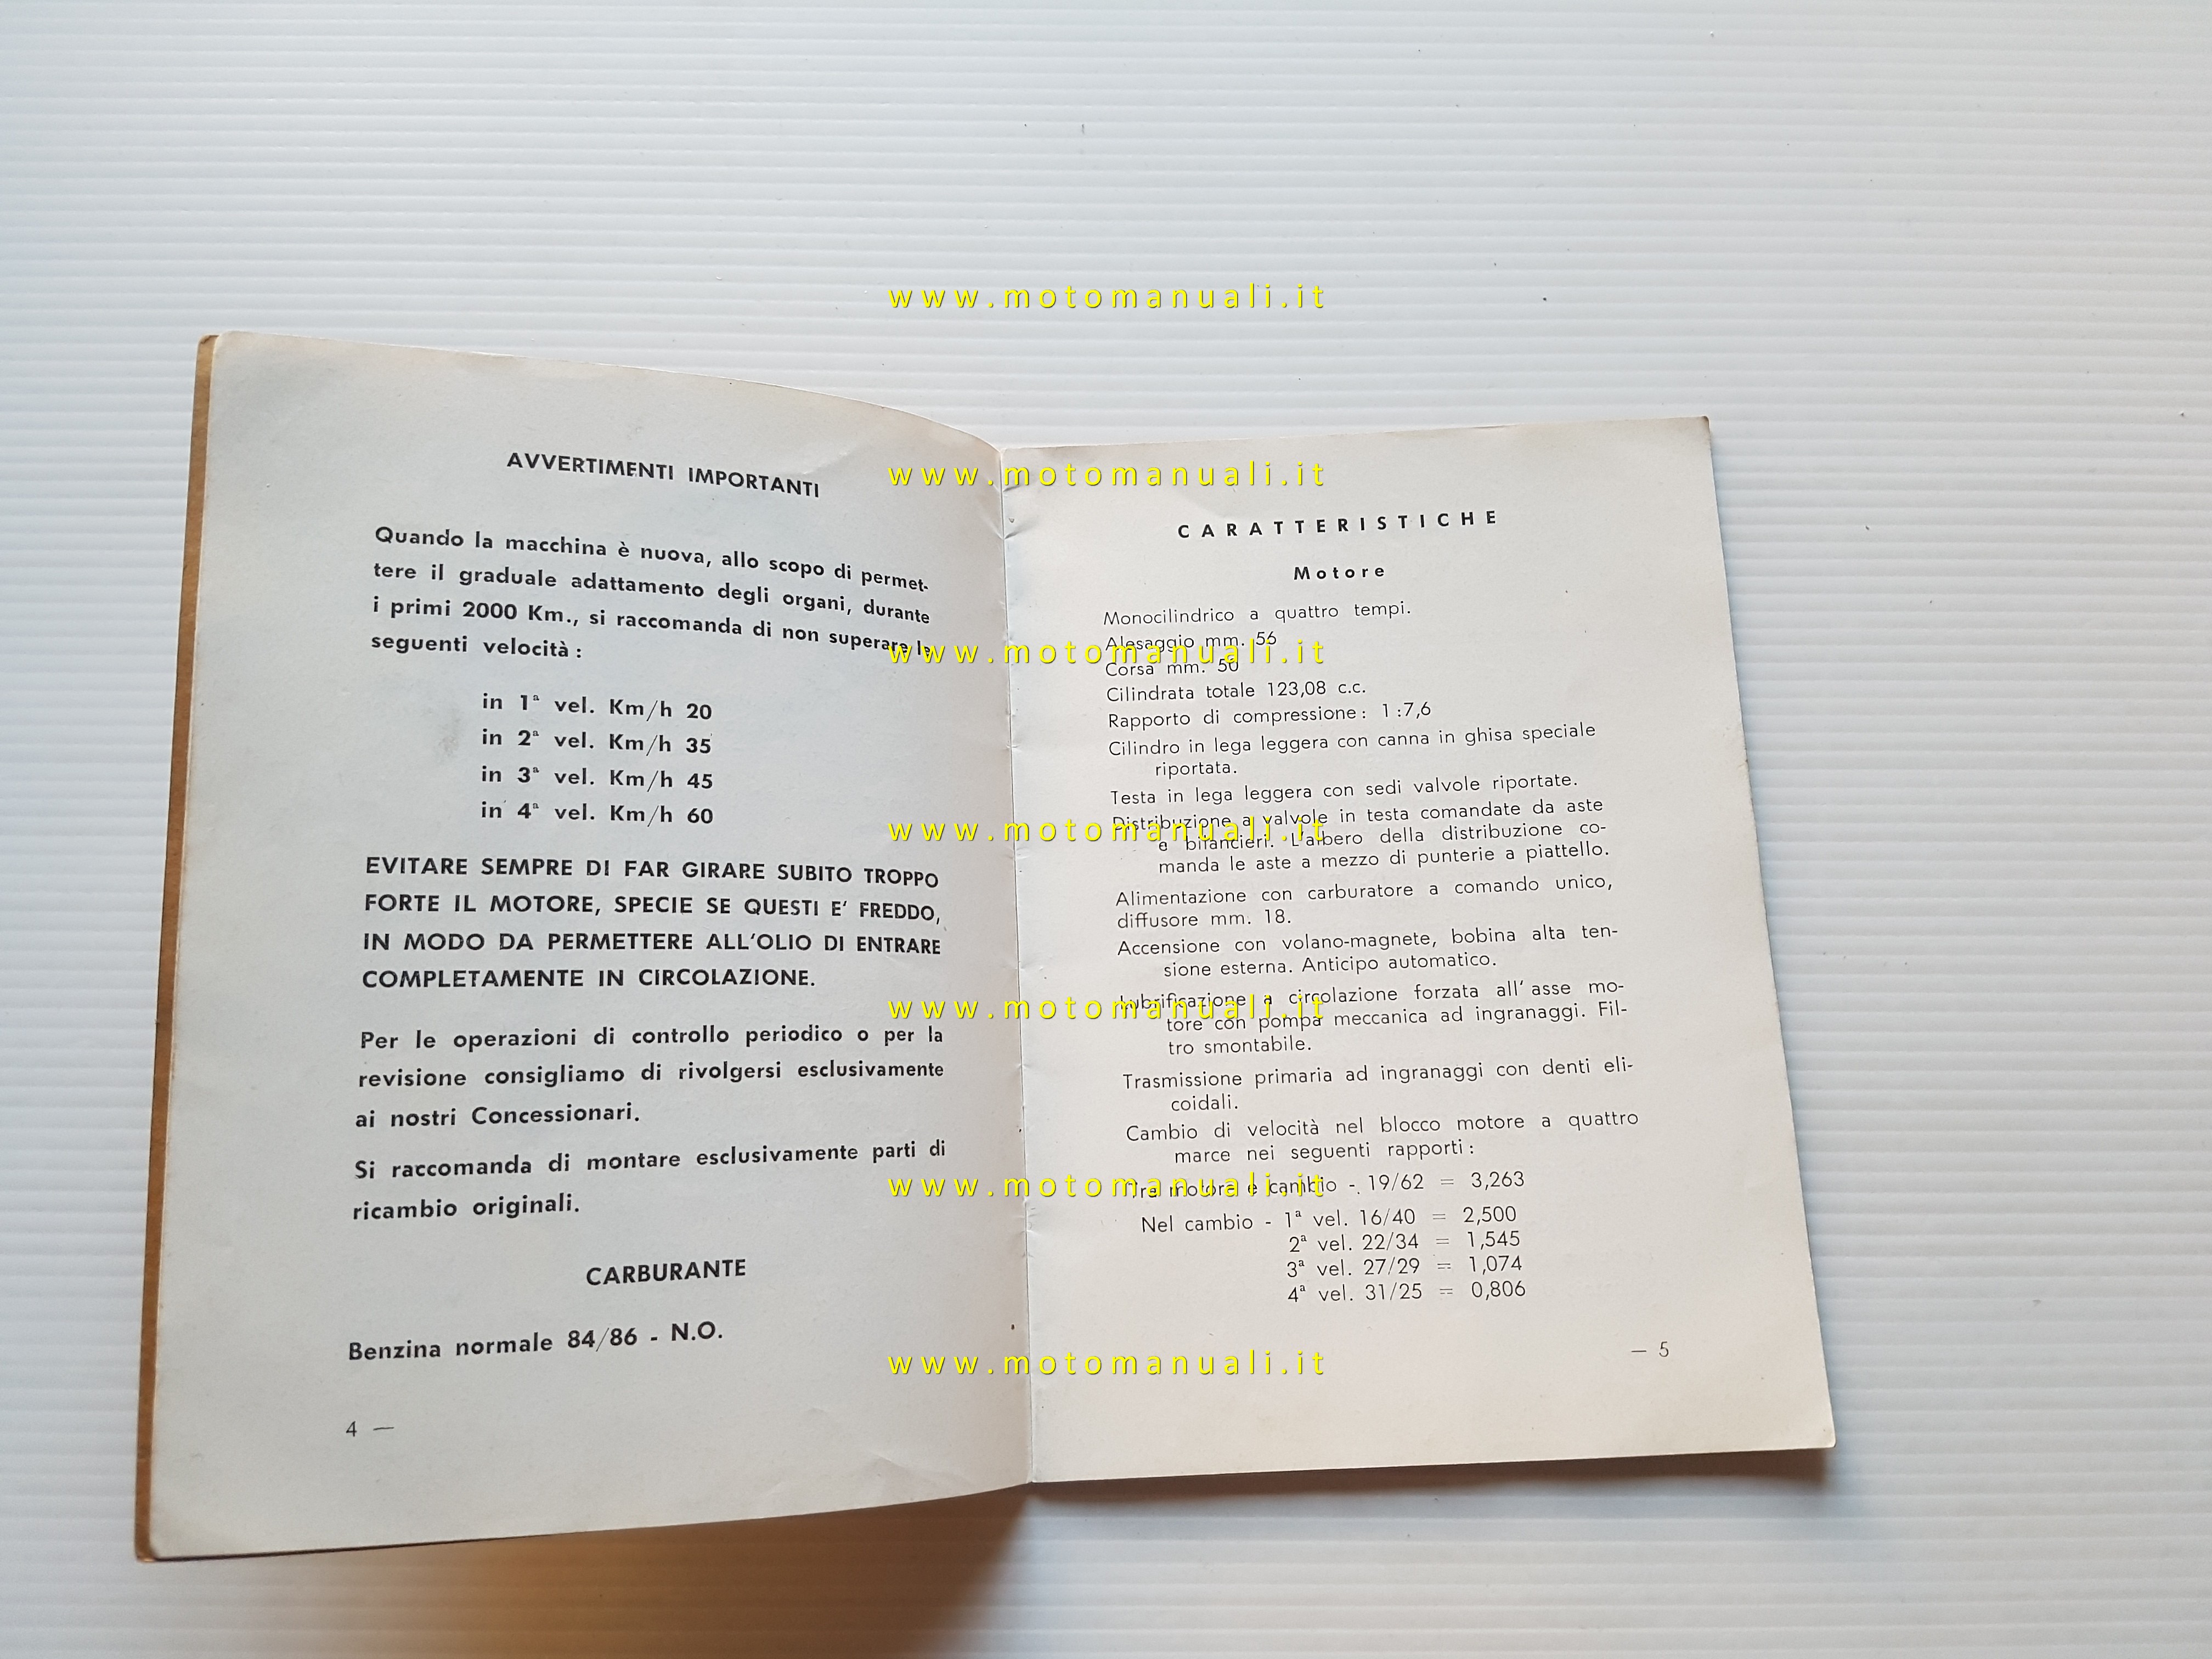 AVVERTIMENTI IMPORTANTI
Quando la macchina è nuova, allo scopo di permet-
tere il graduale adattamento degli organi, durante
i primi 2000 Km., si raccomanda di non superare le
seguenti velocità :
in 1ª vel. Km/h 20
in 2ª vel. Km/h 35
in 3ª vel. Km/h 45
in 4ª vel. Km/h 60
EVITARE SEMPRE DI FAR GIRARE SUBITO TROPPO
FORTE IL MOTORE, SPECIE SE QUESTI E' FREDDO,
IN MODO DA PERMETTERE ALL'OLIO DI ENTRARE
COMPLETAMENTE IN CIRCOLAZIONE.
Per le operazioni di controllo periodico o per la
revisione consigliamo di rivolgersi esclusivamente
ai nostri Concessionari.
Si raccomanda di montare esclusivamente parti di
ricambio originali.
CARBURANTE
Benzina normale 84/86 - N.O.
4 —
CARATTERISTICHE
Motore
Monocilindrico a quattro tempi.
Alesaggio mm. 56
Corsa mm. 50
Cilindrata totale 123,08 c.c.
Rapporto di compressione : 1 :7,6
Cilindro in lega leggera con canna in ghisa speciale
riportata.
Testa in lega leggera con sedi valvole riportate.
Distribuzione a valvole in testa comandate da aste
e bilancieri. L'albero della distribuzione co-
manda le aste a mezzo di punterie a piattello.
Alimentazione con carburatore a comando unico,
diffusore mm. 18.
Accensione con volano-magnete, bobina alta ten-
sione esterna. Anticipo automatico.
Lubrificazione a circolazione forzata all' asse mo-
tore con pompa meccanica ad ingranaggi. Fil-
tro smontabile.
Trasmissione primaria ad ingranaggi con denti eli-
coidali.
Cambio di velocità nel blocco motore a quattro
marce nei seguenti rapporti :
Tra motore e cambio - 19/62 = 3,263
Nel cambio - 1ª vel. 16/40 = 2,500
2ª vel. 22/34 = 1,545
3ª vel. 27/29 = 1,074
4ª vel. 31/25 = 0,806
— 5
www.motomanuali.it
www.motomanuali.it
www.motomanuali.it
www.motomanuali.it
www.motomanuali.it
www.motomanuali.it
www.motomanuali.it